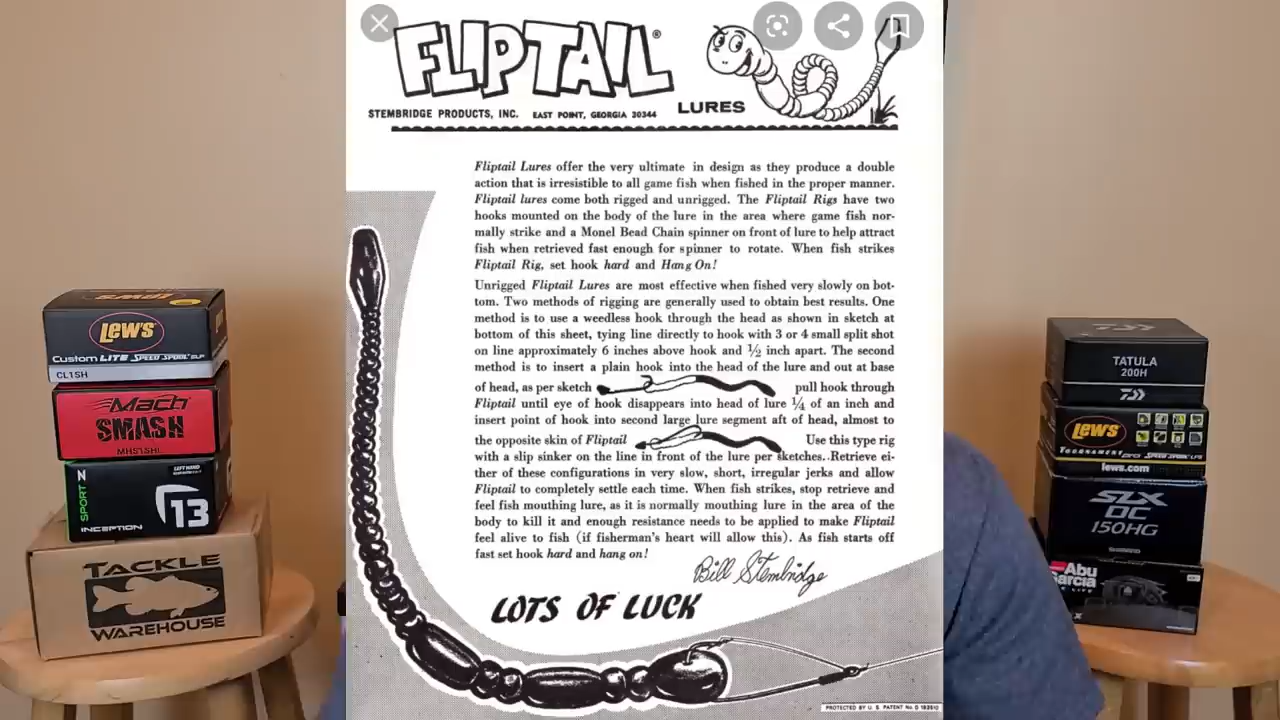 FLIPTAIL®
LURES
STEMBRIDGE PRODUCTS, INC. EAST POINT, GEORGIA 30344
Fliptail Lures offer the very ultimate in design as they produce a double
action that is irresistible to all game fish when fished in the proper manner.
Fliptail lures come both rigged and unrigged. The Fliptail Rigs have two
hooks mounted on the body of the lure in the area where game fish nor-
mally strike and a Monel Bead Chain spinner on front of lure to help attract
fish when retrieved fast enough for spinner to rotate. When fish strikes
Fliptail Rig, set hook hard and Hang On!
Unrigged Fliptail Lures are most effective when fished very slowly on bot-
tom. Two methods of rigging are generally used to obtain best results. One
method is to use a weedless hook through the head as shown in sketch at
bottom of this sheet, tying line directly to hook with 3 or 4 small split shot
on line approximately 6 inches above hook and ½ inch apart. The second
method is to insert a plain hook into the head of the lure and out at base
of head, as per sketch pull hook through
Fliptail until eye of hook disappears into head of lure ¼ of an inch and
insert point of hook into second large lure segment aft of head, almost to
the opposite skin of Fliptail Use this type rig
with a slip sinker on the line in front of the lure per sketches. Retrieve ei-
ther of these configurations in very slow, short, irregular jerks and allow
Fliptail to completely settle each time. When fish strikes, stop retrieve and
feel fish mouthing lure, as it is normally mouthing lure in the area of the
body to kill it and enough resistance needs to be applied to make Fliptail
feel alive to fish (if fisherman's heart will allow this). As fish starts off
fast set hook hard and hang on!
Bill Stembridge
LOTS OF LUCK
PROTECTED BY U. S. PATENT No. D
SMASH
LEW'S
Custom LITE SPEED SPOOL SLP
CL1SH
Mach
SMASH
MHS1SHL
SPORT N
LEFT HAND
13
INCEPTION
TACKLE
WAREHOUSE
TATULA
200H
LEW'S
TOURNAMENT PRO SPEED SPOOL LFS
lews.com
SLX
DC
150HG
SHIMANO
Abu
Garcia
X